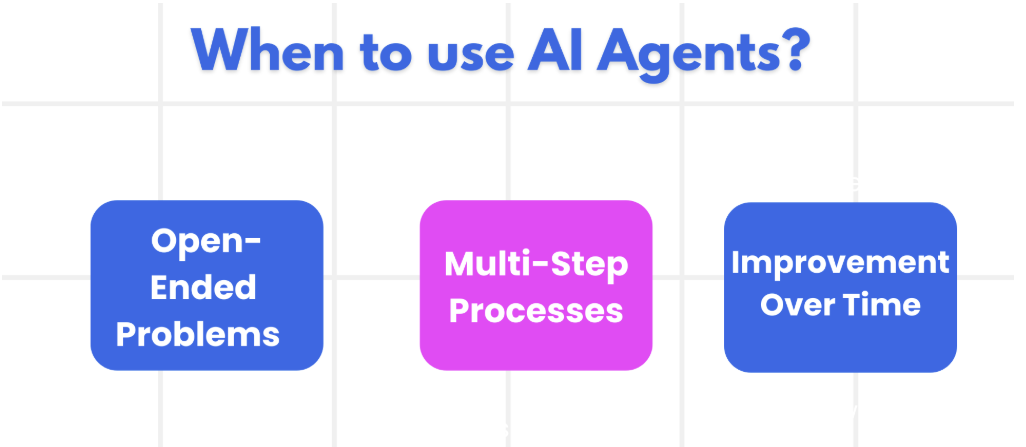 When to use AI Agents?
Open-
Ended
Problems
Multi-Step
Processes
Improvement
Over Time